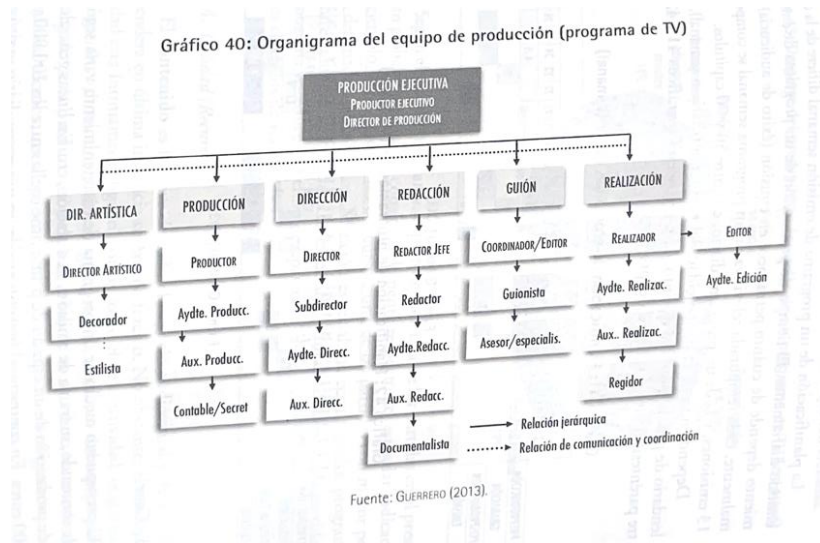 Gráfico 40: Organigrama del equipo de producción (programa de TV)
PRODUCCIÓN EJECUTIVA
PRODUCTOR EJECUTIVO
DIRECTOR DE PRODUCCIÓN
DIR. ARTÍSTICA
DIRECTOR ARTÍSTICO
Decorador
Estilista
PRODUCCIÓN
PRODUCTOR
Aydte. Producc.
Aux. Producc.
Contable/Secret
DIRECCIÓN
DIRECTOR
Subdirector
Aydte. Direcc.
Aux. Direcc.
REDACCIÓN
REDACTOR JEFE
Redactor
Aydte.Redacc.
Aux. Redacc.
Documentalista
GUIÓN
COORDINADOR/EDITOR
Guionista
Asesor/especialis.
REALIZACIÓN
REALIZADOR
Aydte. Realizac.
Aux.. Realizac.
Regidor
EDITOR
Aydte. Edición
Relación jerárquica
Relación de comunicación y coordinación
Fuente: GUERRERO (2013).